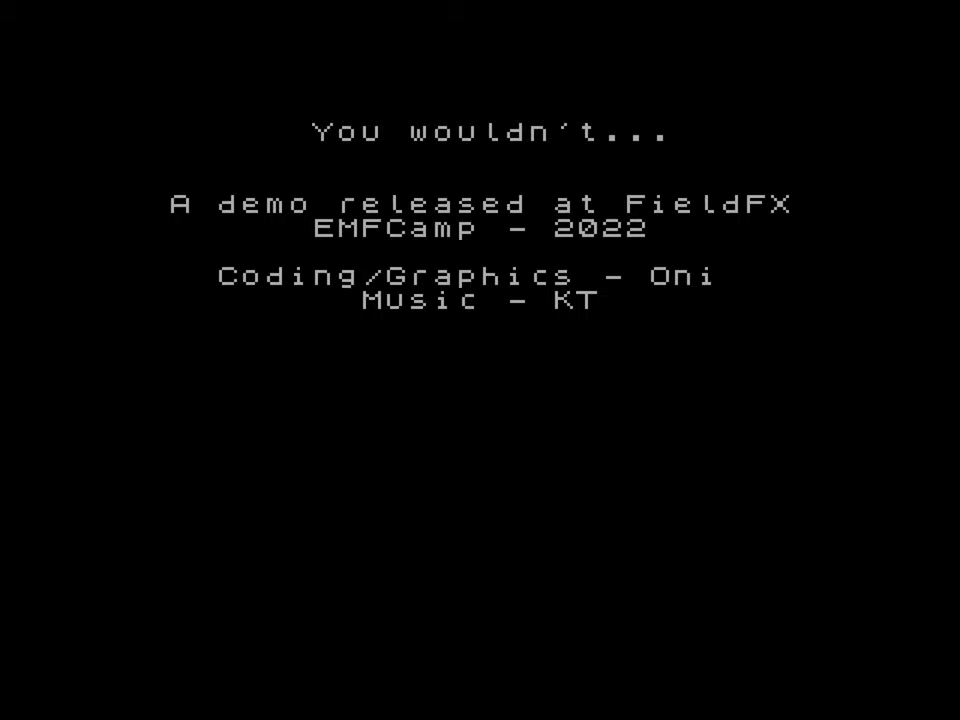 You wouldn't...
A demo released at FieldFX
EMFCamp - 2022
Coding/Graphics - Oni
Music - KT